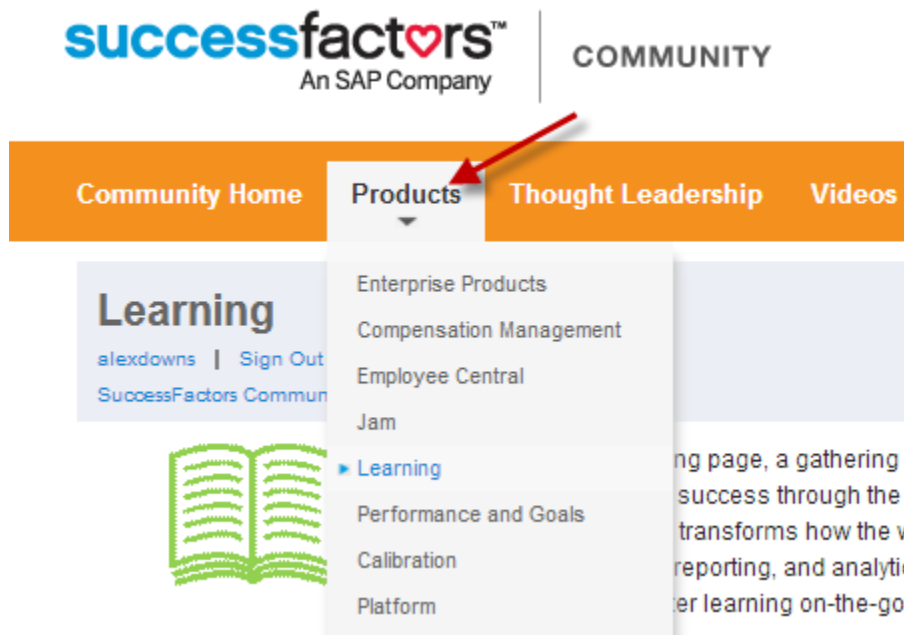 successfactors™
An SAP Company
COMMUNITY
Community Home
Products
Thought Leadership
Videos
Learning
alexdowns | Sign Out
SuccessFactors Commun
Enterprise Products
Compensation Management
Employee Central
Jam
Learning
Performance and Goals
Calibration
Platform
ng page, a gathering
success through the
transforms how the
reporting, and analyti
er learning on-the-go